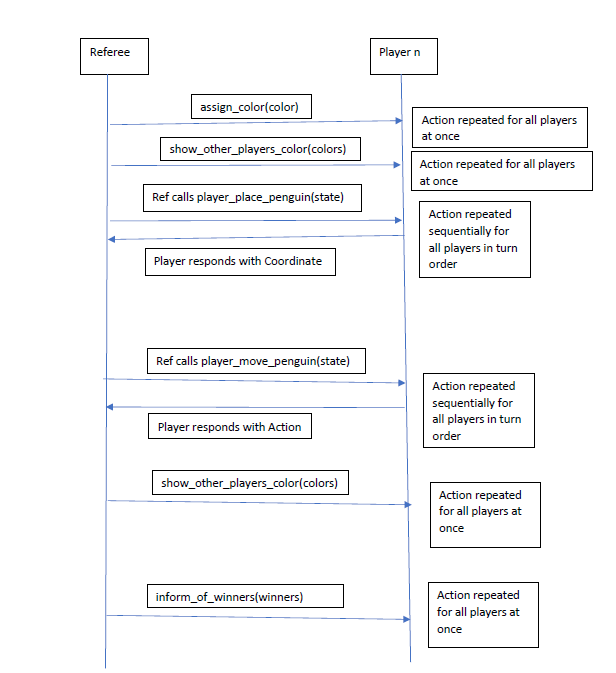 Referee
Player n
assign_color(color)
Action repeated for all players
at once
show_other_players_color(colors)
Action repeated for all players
at once
Ref calls player_place_penguin(state)
Action repeated
sequentially for
all players in turn
order
Player responds with Coordinate
Ref calls player_move_penguin(state)
Action repeated
sequentially for
all players in turn
order
Player responds with Action
show_other_players_color(colors)
Action repeated
for all players at
once
inform_of_winners(winners)
Action repeated
for all players at
once